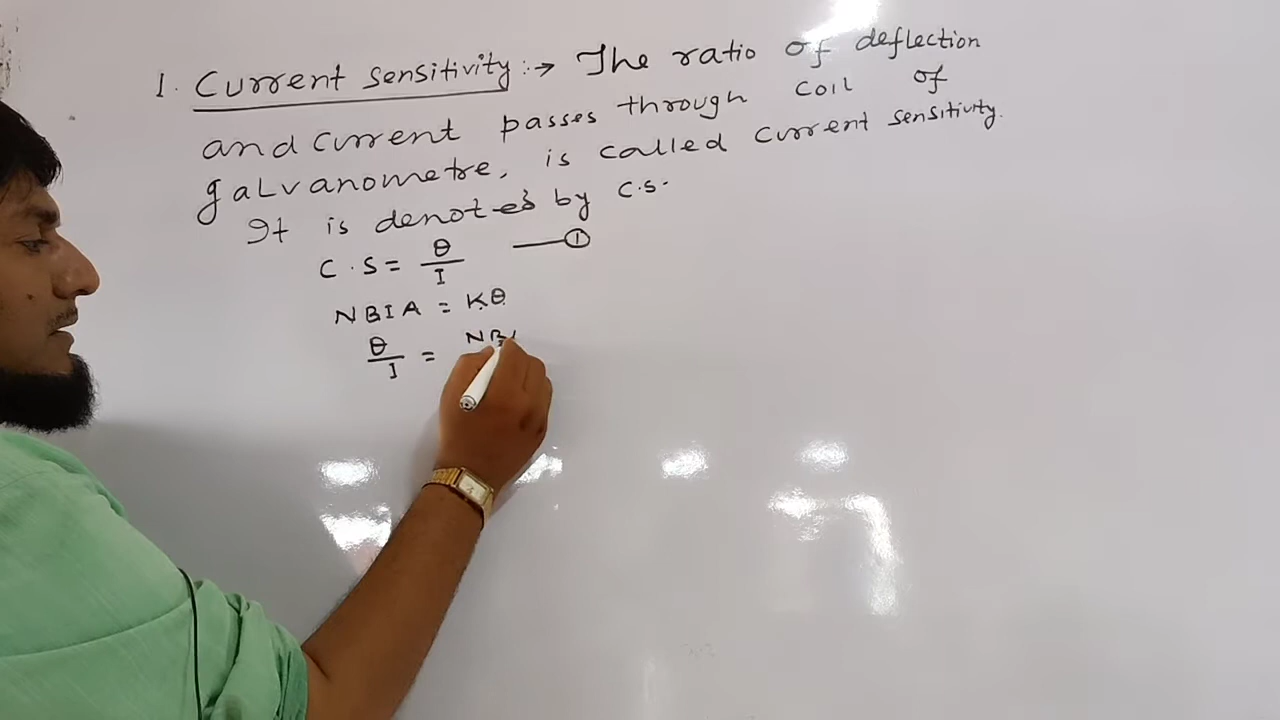 1. Current sensitivity :→ The ratio of deflection
and current passes through coil of
galvanometre, is called current sensitivity.
It is denotes by C.S.
C.S = θ/I —①
NBIA = Kθ
θ/I = NB